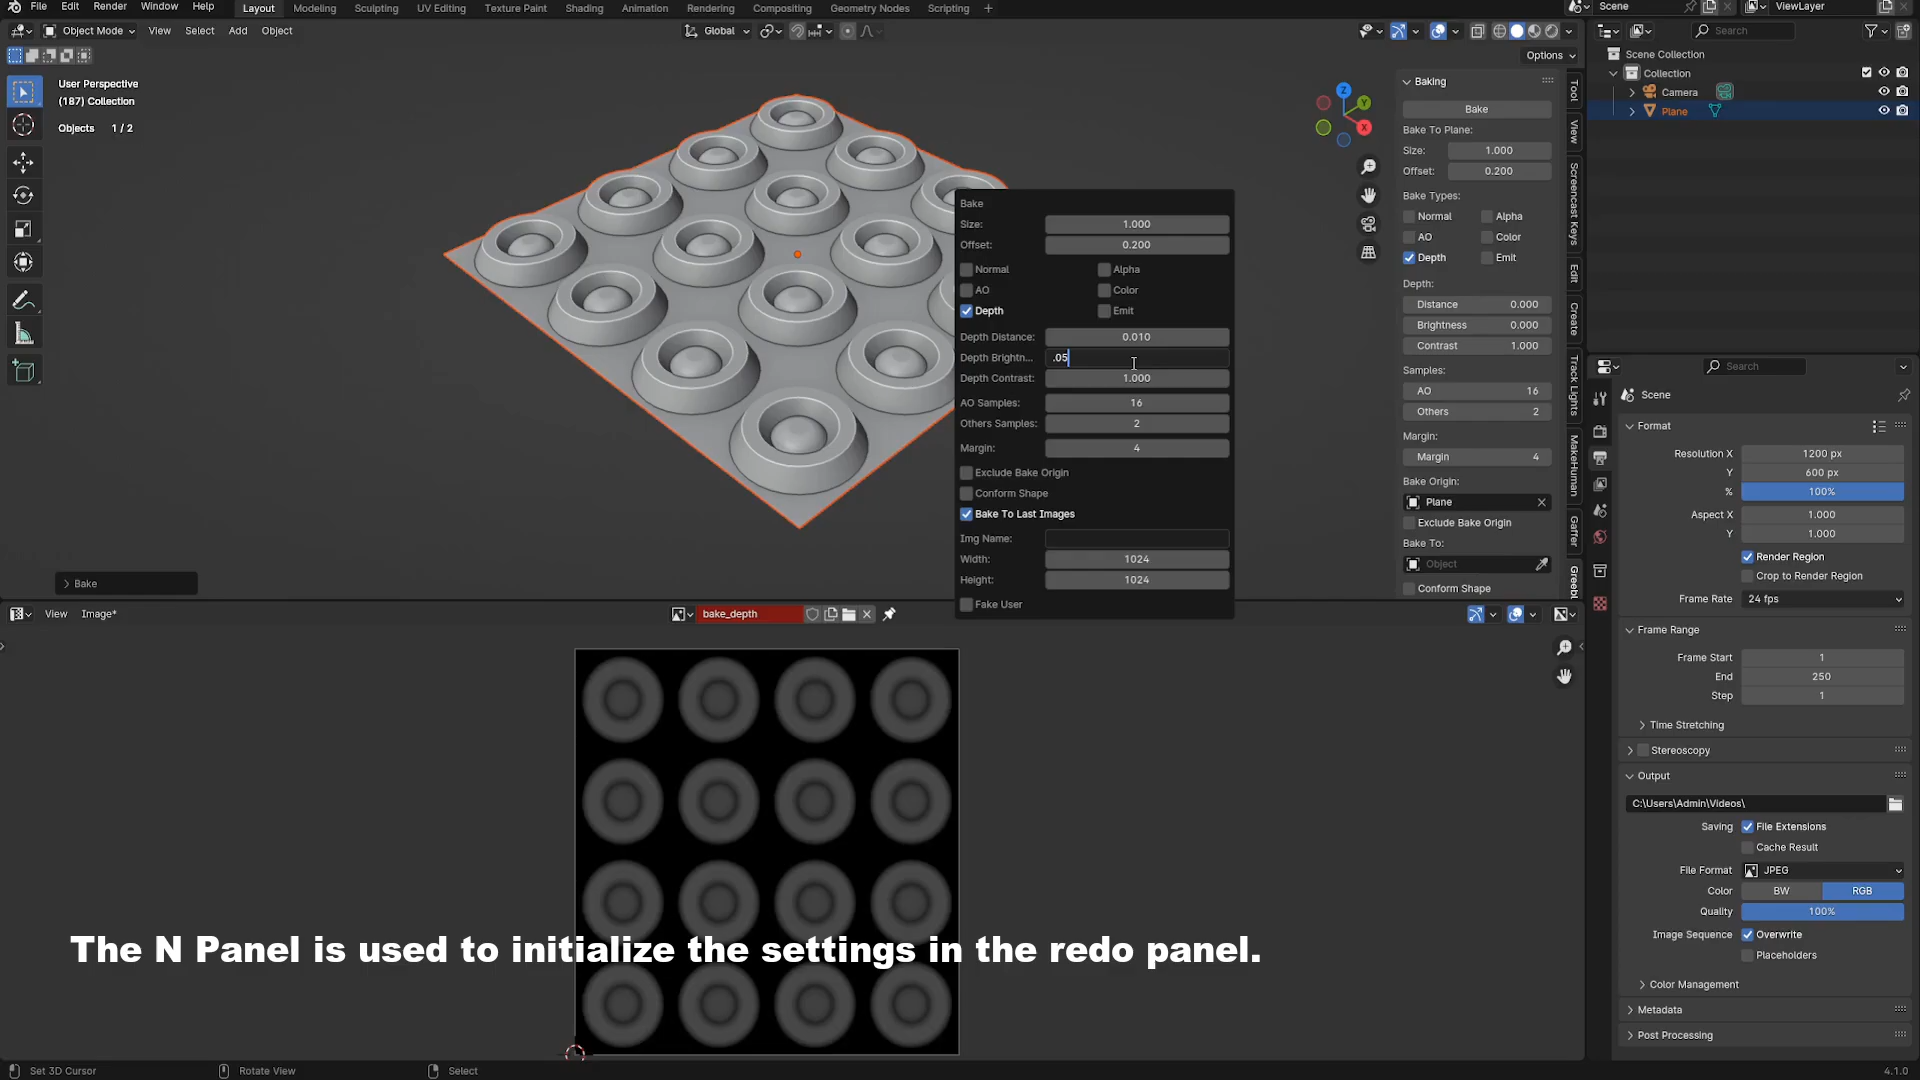 File Edit Render Window Help Layout Modeling Sculpting UV Editing Texture Paint Shading Animation Rendering Compositing Geometry Nodes Scripting + Scene ViewLayer
Object Mode View Select Add Object Global Search
Options
User Perspective
(187) Collection
Objects 1 / 2
Z
Y
X
Baking
Bake
Bake To Plane:
Size: 1.000
Offset: 0.200
Bake Types:
Normal Alpha
AO Color
Depth Emit
Depth:
Distance 0.000
Brightness 0.000
Contrast 1.000
Samples:
AO 16
Others 2
Margin:
Margin 4
Bake Origin:
Plane
Exclude Bake Origin
Bake To:
Object
Conform Shape
Tool
View
Screencast Keys
Edit
Create
Track Lights
MakeHuman
Gaffer
Greebl
Bake
Size: 1.000
Offset: 0.200
Normal Alpha
AO Color
Depth Emit
Depth Distance: 0.010
Depth Brightn... .05
Depth Contrast: 1.000
AO Samples: 16
Others Samples: 2
Margin: 4
Exclude Bake Origin
Conform Shape
Bake To Last Images
Img Name:
Width: 1024
Height: 1024
Fake User
Bake
View Image* bake_depth
The N Panel is used to initialize the settings in the redo panel.
Scene Collection
Collection
Camera
Plane
Search
Scene
Format
Resolution X 1200 px
Y 600 px
% 100%
Aspect X 1.000
Y 1.000
Render Region
Crop to Render Region
Frame Rate 24 fps
Frame Range
Frame Start 1
End 250
Step 1
Time Stretching
Stereoscopy
Output
C:\Users\Admin\Videos\
Saving File Extensions
Cache Result
File Format JPEG
Color BW RGB
Quality 100%
Image Sequence Overwrite
Placeholders
Color Management
Metadata
Post Processing
Set 3D Cursor Rotate View Select 4.1.0